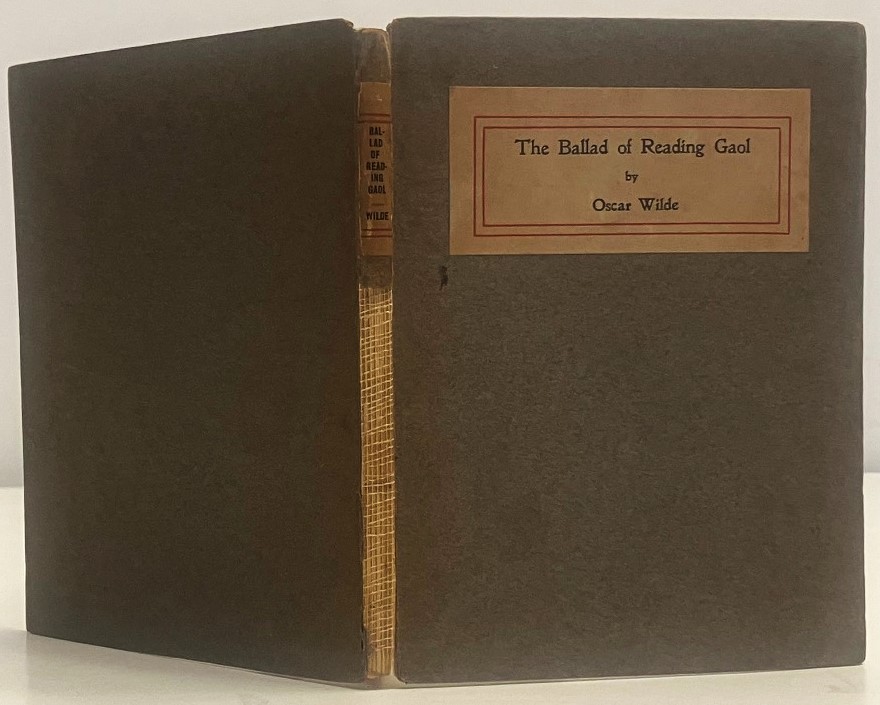 BAL-
LAD
OF
READ-
ING
GAOL
WILDE
The Ballad of Reading Gaol
by
Oscar Wilde